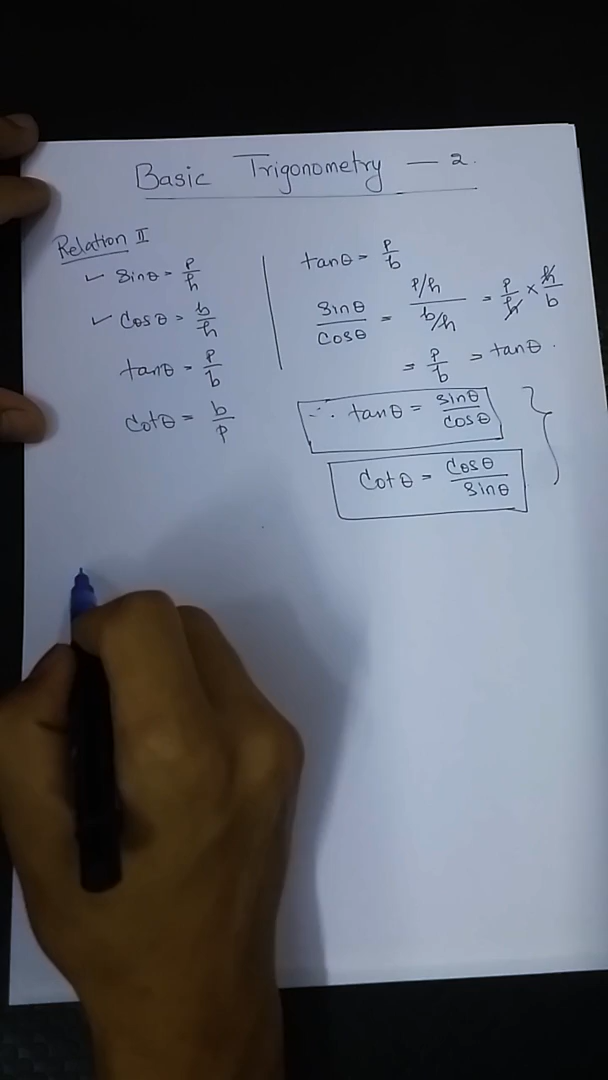 Basic Trigonometry — 2.
Relation II
✓ Sinθ = P/h
✓ Cosθ = b/h
tanθ = P/b
Cotθ = b/P
tanθ = P/b
Sinθ/Cosθ = (P/h)/(b/h) = P/h × h/b
= P/b = tanθ.
∴ tanθ = Sinθ/Cosθ
Cotθ = Cosθ/Sinθ